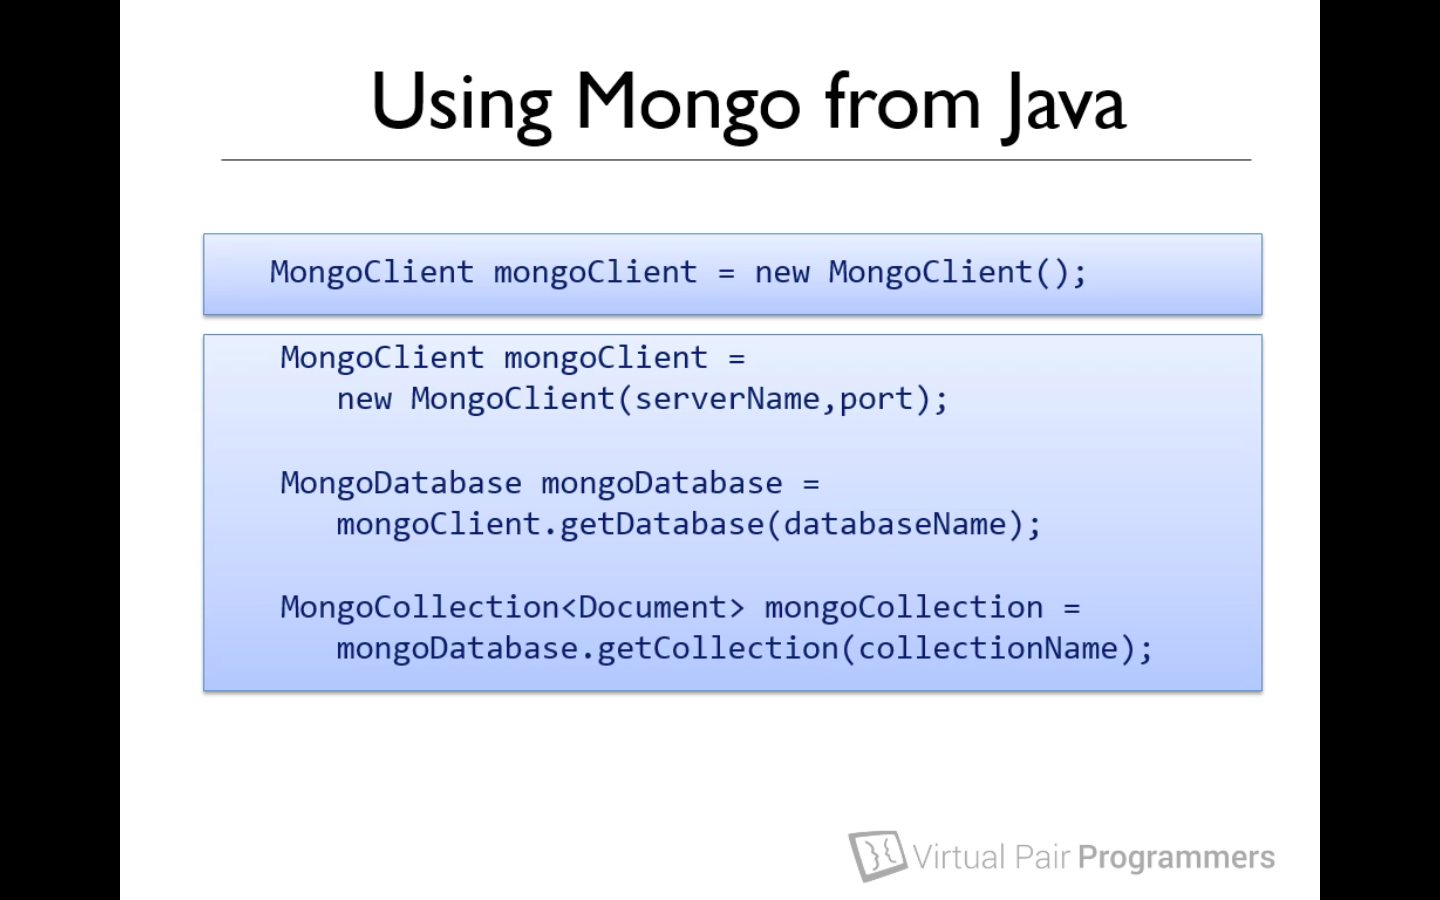 Using Mongo from Java
MongoClient mongoClient = new MongoClient();
MongoClient mongoClient =
new MongoClient(serverName,port);
MongoDatabase mongoDatabase =
mongoClient.getDatabase(databaseName);
MongoCollection<Document> mongoCollection =
mongoDatabase.getCollection(collectionName);
Virtual Pair Programmers